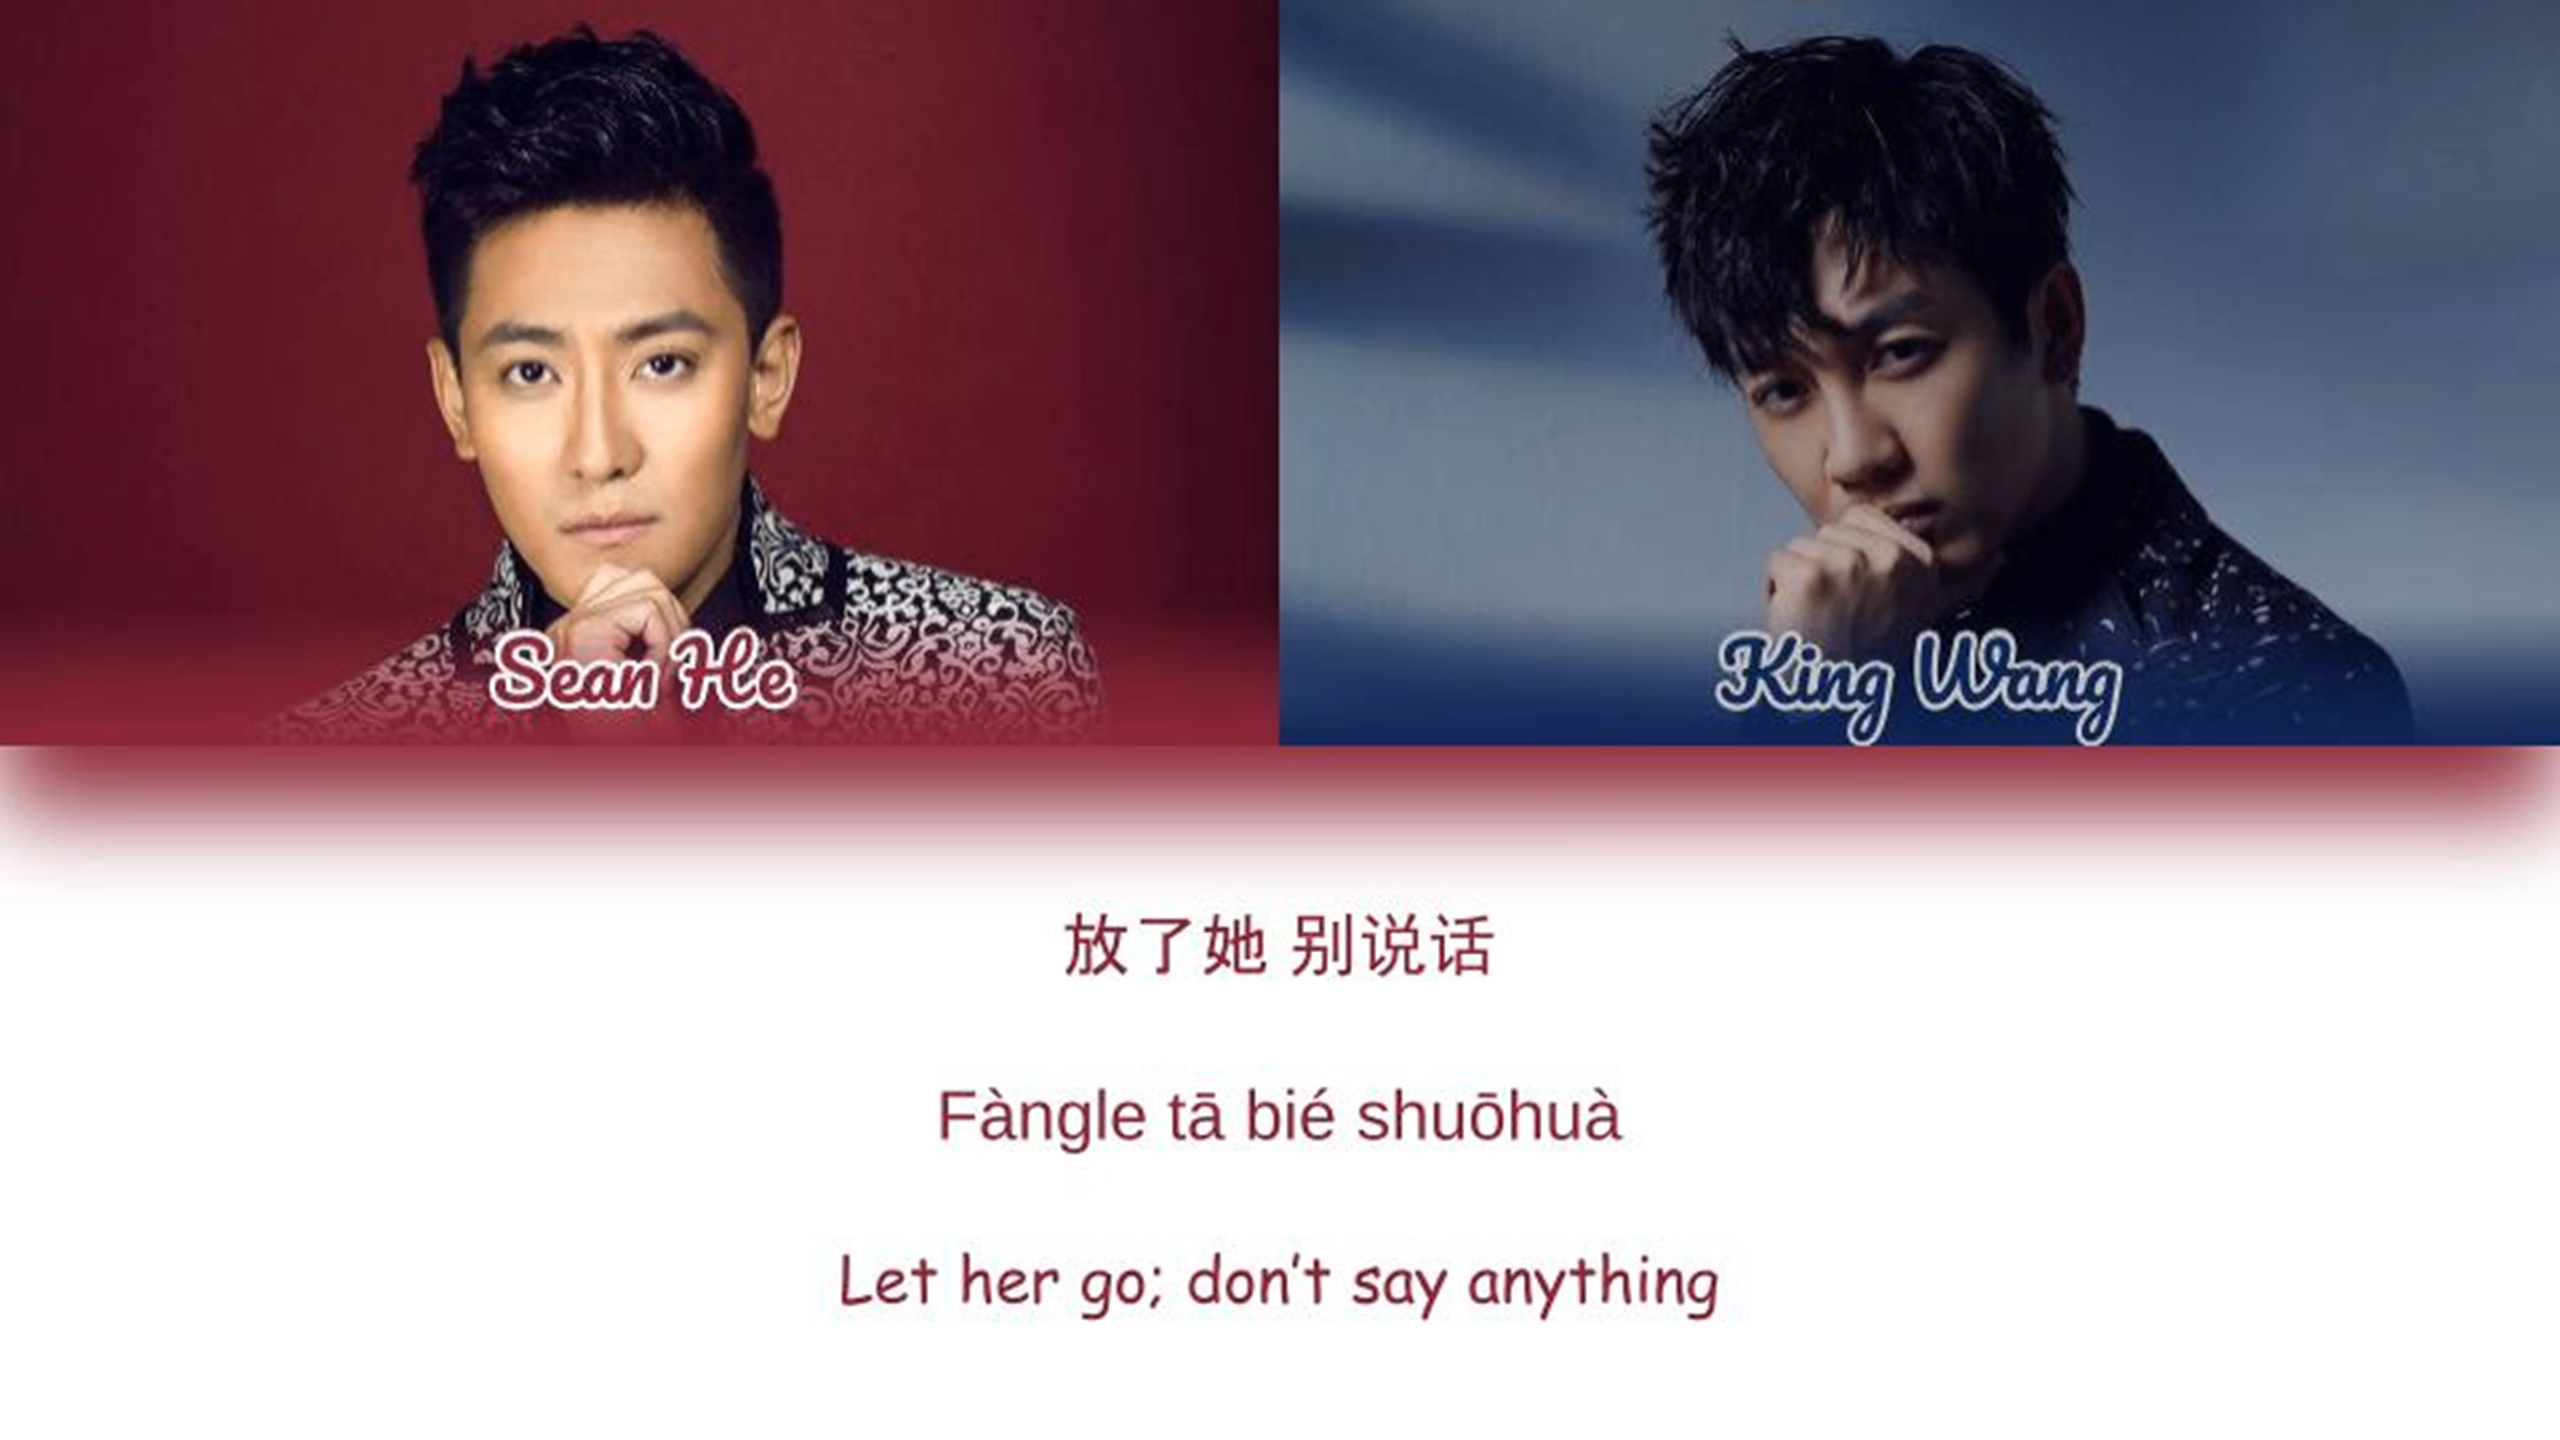 Sean He
King Wang
放了她 别说话
Fàngle tā bié shuōhuà
Let her go; don't say anything